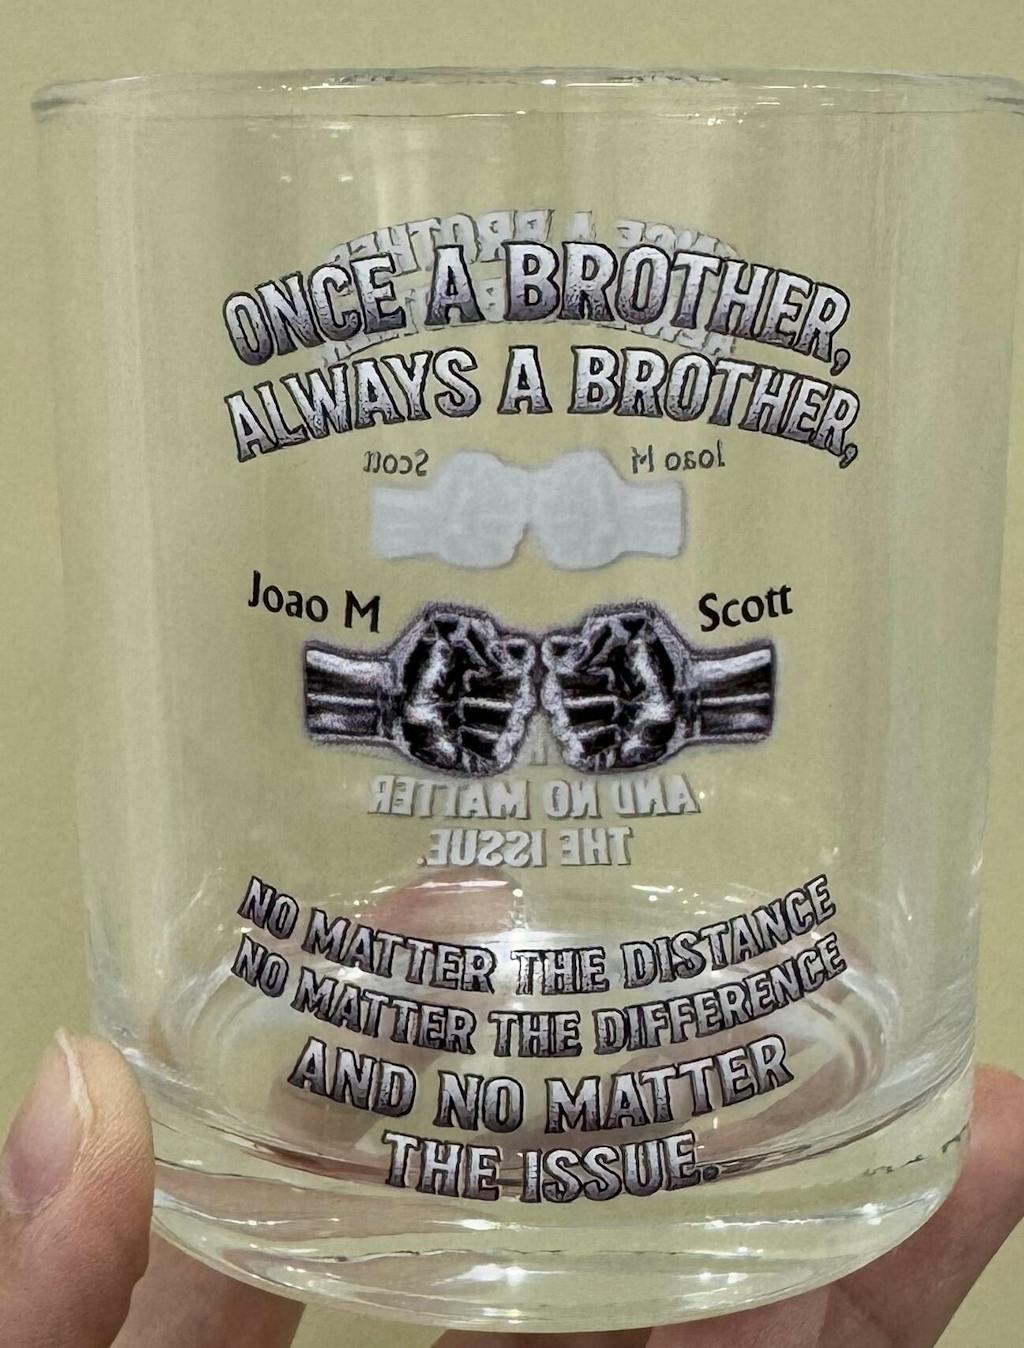 ONCE A BROTHER,
ALWAYS A BROTHER,
Joao M
Scott
NO MATTER THE DISTANCE
NO MATTER THE DIFFERENCE
AND NO MATTER
THE ISSUE.